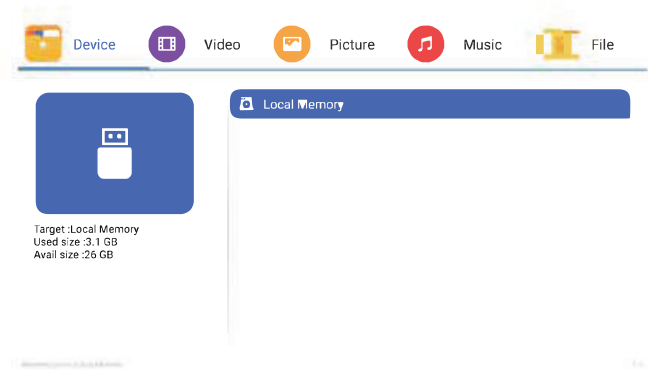 Device Video Picture Music File
Local Memory
Target :Local Memory
Used size :3.1 GB
Avail size :26 GB